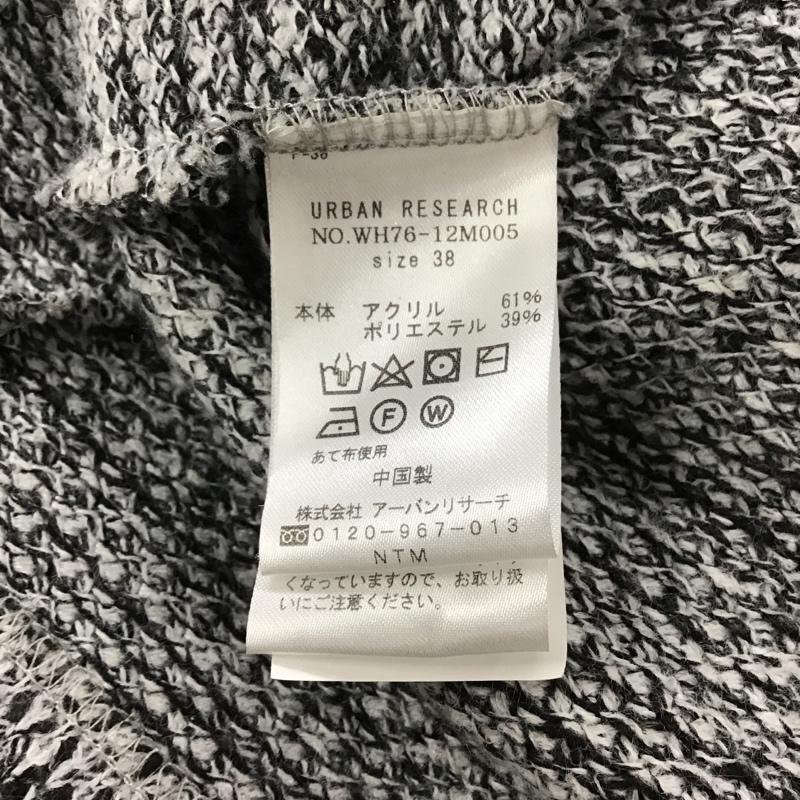 URBAN RESEARCH
NO.WH76-12M005
size 38
本体 アクリル 61%
ポリエステル 39%
F W
あて布使用
中国製
株式会社 アーバンリサーチ
0120-967-013
NTM
くなっていますので、お取り扱
いにご注意ください。